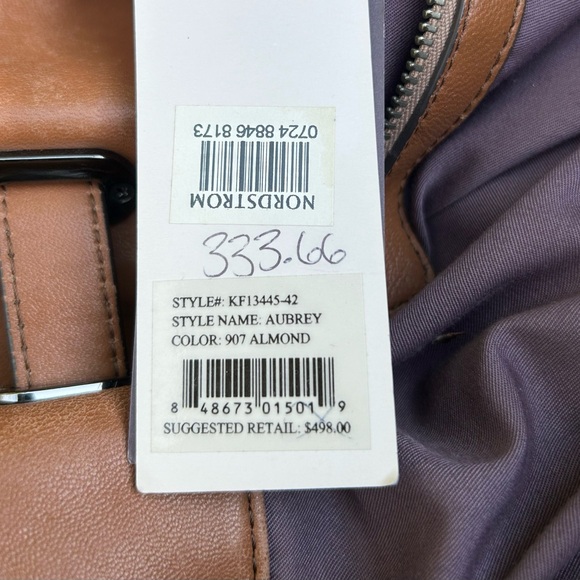 0724 8846 8173
NORDSTROM
333.66
STYLE#: KF13445-42
STYLE NAME: AUBREY
COLOR: 907 ALMOND
8 48673 01501 9
SUGGESTED RETAIL: $498.00